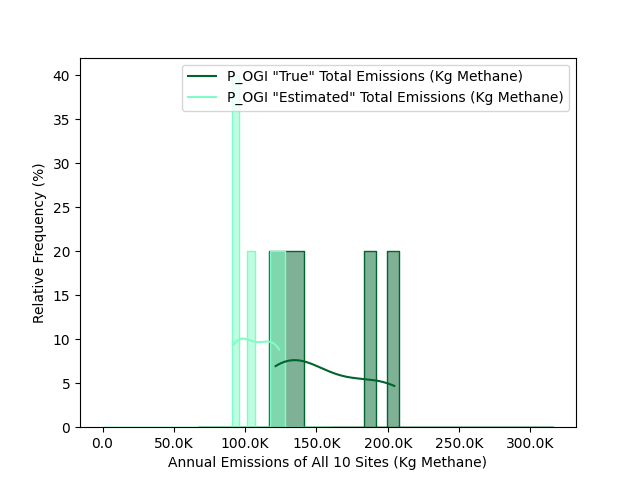 P_OGI "True" Total Emissions (Kg Methane)
P_OGI "Estimated" Total Emissions (Kg Methane)
40
35
30
25
20
15
10
5
0
Relative Frequency (%)
0.0 50.0K 100.0K 150.0K 200.0K 250.0K 300.0K
Annual Emissions of All 10 Sites (Kg Methane)